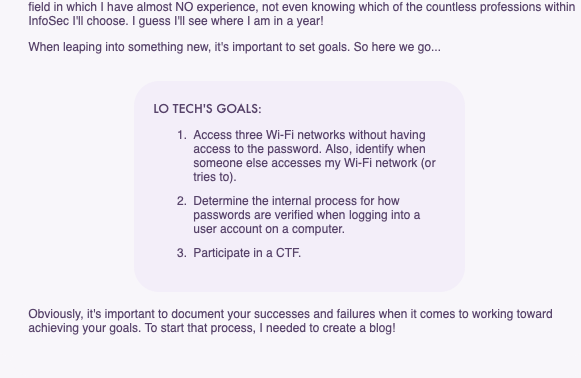 field in which I have almost NO experience, not even knowing which of the countless professions within
InfoSec I'll choose. I guess I'll see where I am in a year!
When leaping into something new, it's important to set goals. So here we go...
LO TECH'S GOALS:
1. Access three Wi-Fi networks without having
access to the password. Also, identify when
someone else accesses my Wi-Fi network (or
tries to).
2. Determine the internal process for how
passwords are verified when logging into a
user account on a computer.
3. Participate in a CTF.
Obviously, it's important to document your successes and failures when it comes to working toward
achieving your goals. To start that process, I needed to create a blog!